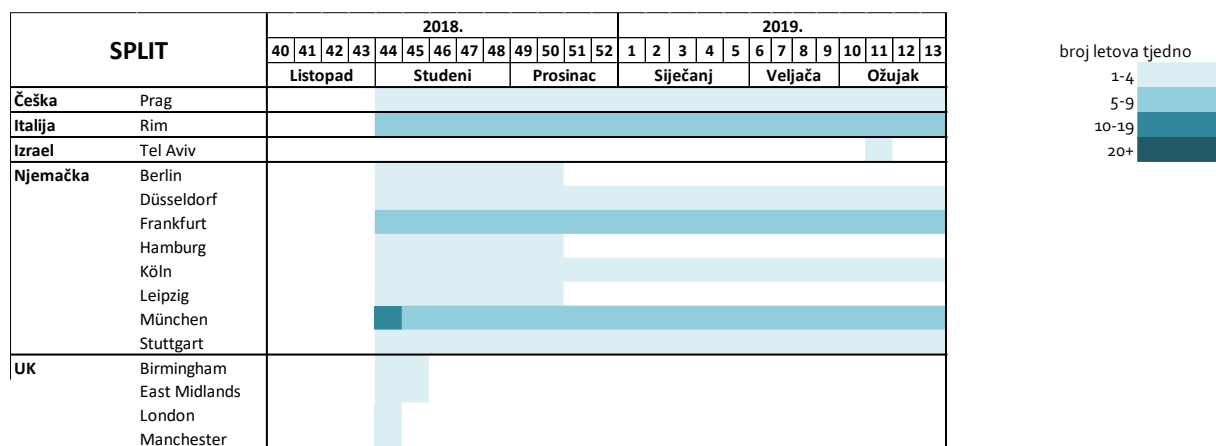 SPLIT
2018. 2019.
40 41 42 43 44 45 46 47 48 49 50 51 52 1 2 3 4 5 6 7 8 9 10 11 12 13
Listopad Studeni Prosinac Siječanj Veljača Ožujak
Češka Prag
Italija Rim
Izrael Tel Aviv
Njemačka Berlin
Düsseldorf
Frankfurt
Hamburg
Köln
Leipzig
München
Stuttgart
UK Birmingham
East Midlands
London
Manchester
broj letova tjedno
1-4
5-9
10-19
20+